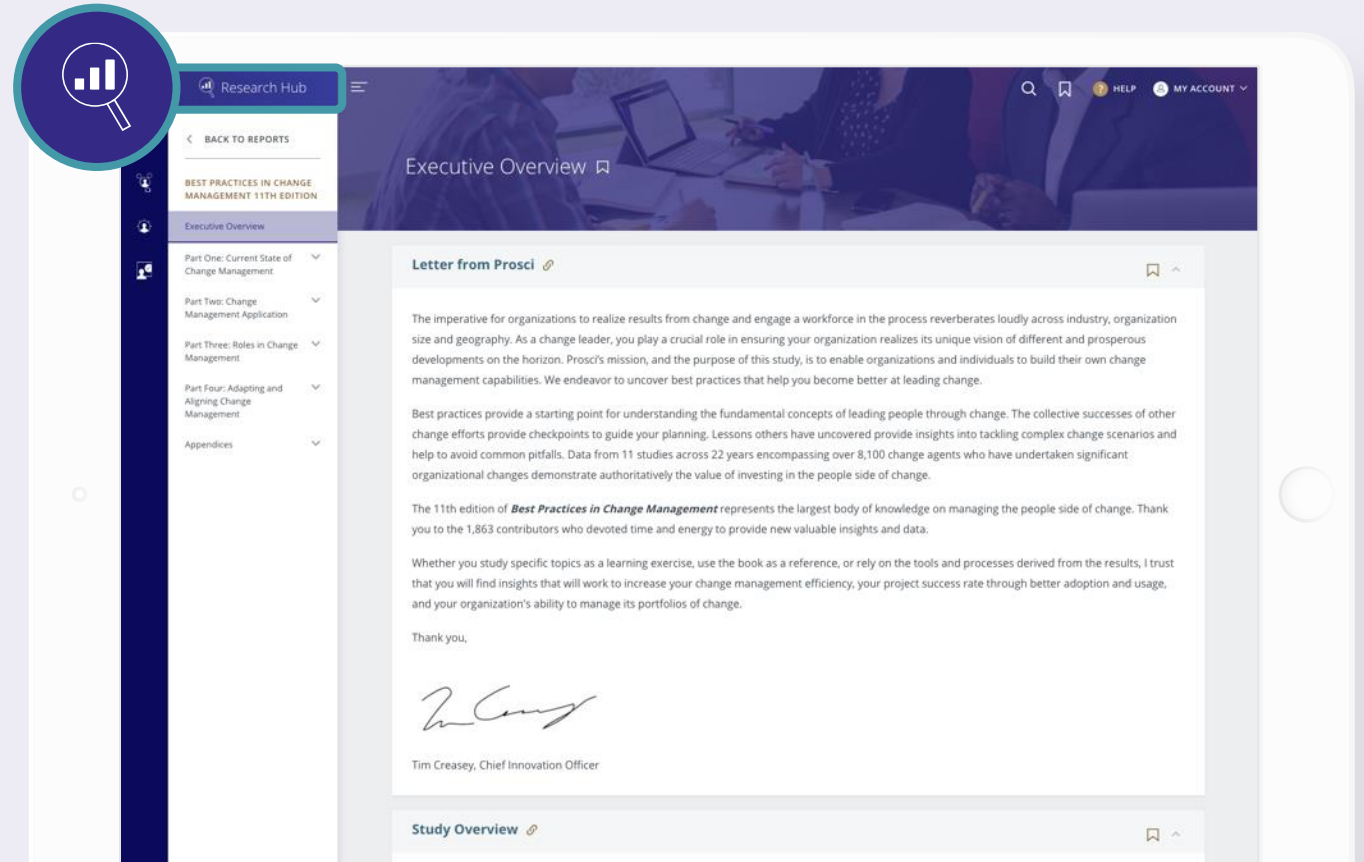 Research Hub
HELP
MY ACCOUNT
BACK TO REPORTS
BEST PRACTICES IN CHANGE
MANAGEMENT 11TH EDITION
Executive Overview
Part One: Current State of
Change Management
Part Two: Change
Management Application
Part Three: Roles in Change
Management
Part Four: Adapting and
Aligning Change
Management
Appendices
Executive Overview
Letter from Prosci
The imperative for organizations to realize results from change and engage a workforce in the process reverberates loudly across industry, organization
size and geography. As a change leader, you play a crucial role in ensuring your organization realizes its unique vision of different and prosperous
developments on the horizon. Prosci's mission, and the purpose of this study, is to enable organizations and individuals to build their own change
management capabilities. We endeavor to uncover best practices that help you become better at leading change.
Best practices provide a starting point for understanding the fundamental concepts of leading people through change. The collective successes of other
change efforts provide checkpoints to guide your planning. Lessons others have uncovered provide insights into tackling complex change scenarios and
help to avoid common pitfalls. Data from 11 studies across 22 years encompassing over 8,100 change agents who have undertaken significant
organizational changes demonstrate authoritatively the value of investing in the people side of change.
The 11th edition of Best Practices in Change Management represents the largest body of knowledge on managing the people side of change. Thank
you to the 1,863 contributors who devoted time and energy to provide new valuable insights and data.
Whether you study specific topics as a learning exercise, use the book as a reference, or rely on the tools and processes derived from the results, I trust
that you will find insights that will work to increase your change management efficiency, your project success rate through better adoption and usage,
and your organization's ability to manage its portfolios of change.
Thank you,
Tim Creasey, Chief Innovation Officer
Study Overview